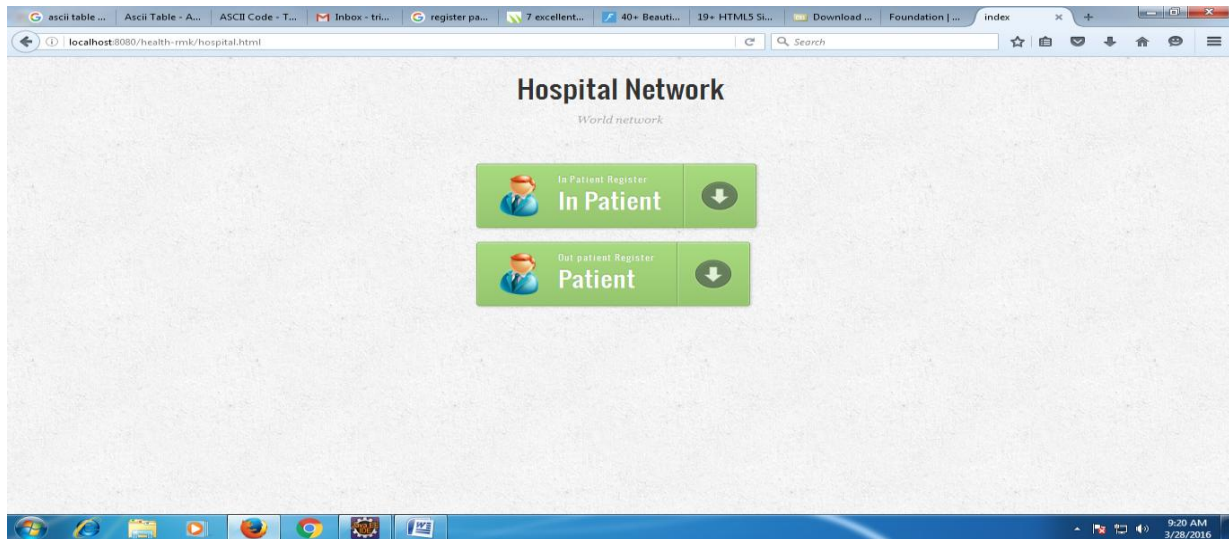 ascii table ...
Ascii Table - A...
ASCII Code - T...
Inbox - tri...
register pa...
7 excellent...
40+ Beauti...
19+ HTML5 Si...
Download ...
Foundation | ...
index
localhost:8080/health-rmk/hospital.html
Search
Hospital Network
World network
In Patient Register
In Patient
Out patient Register
Patient
9:20 AM
3/28/2016